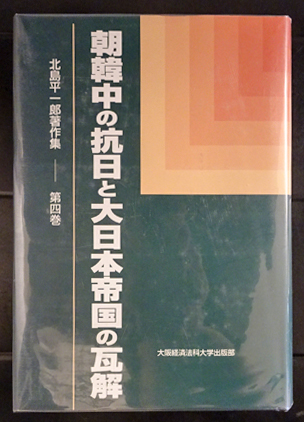 朝韓中の抗日と大日本帝国の瓦解
北島平一郎著作集 ── 第四巻
大阪経済法科大学出版部